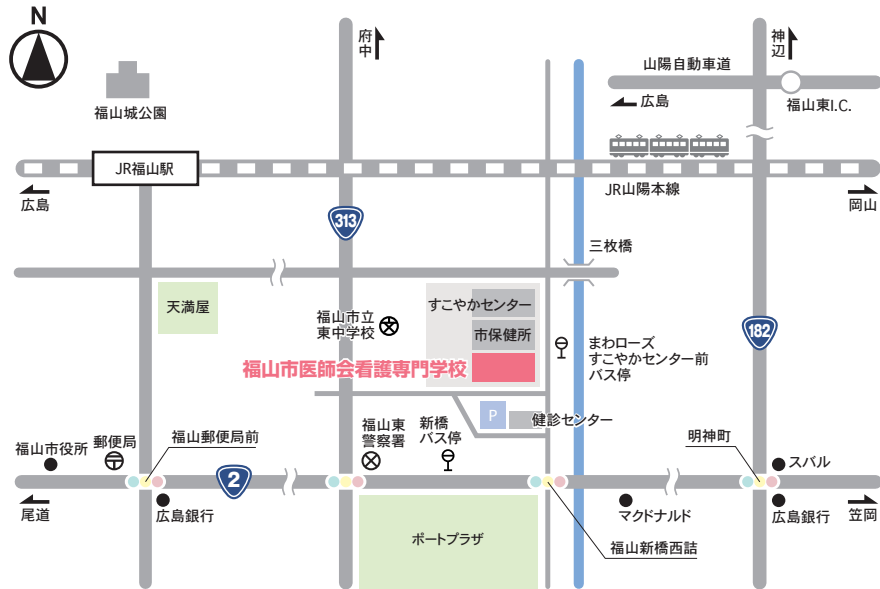 N
府中
神辺
山陽自動車道
広島
福山東I.C.
福山城公園
JR福山駅
広島
JR山陽本線
岡山
313
三枚橋
天満屋
すこやかセンター
福山市立
東中学校
市保健所
182
まわローズ
すこやかセンター前
バス停
福山市医師会看護専門学校
P
健診センター
福山市役所
郵便局
福山郵便局前
福山東
警察署
新橋
バス停
明神町
スバル
2
尾道
広島銀行
マクドナルド
広島銀行
笠岡
ポートプラザ
福山新橋西詰